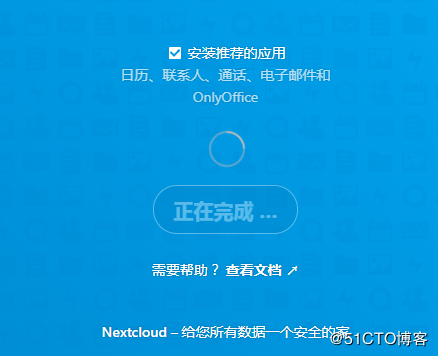 安装推荐的应用
日历、联系人、通话、电子邮件和
OnlyOffice
正在完成 ...
需要帮助？查看文档 ↗
Nextcloud – 给您所有数据一个安全的家
@51CTO博客